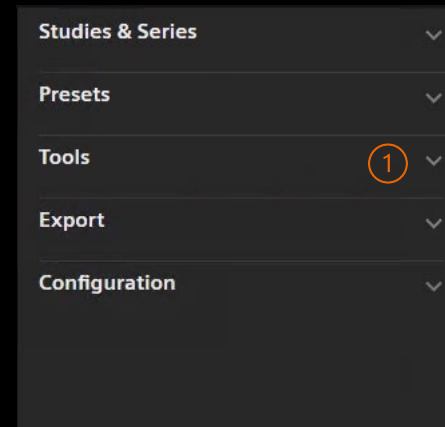 Studies & Series
Presets
Tools 1
Export
Configuration